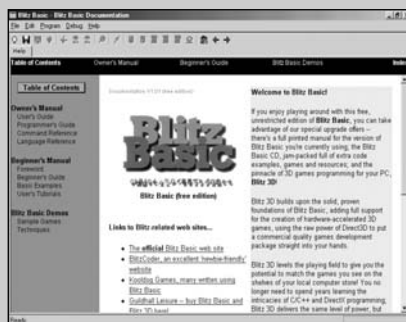 Blitz Basic - Blitz Basic Documentation
File Edit Program Debug Help
Help
Table of Contents Owner's Manual Beginner's Guide Blitz Basic Demos Index
Table of Contents
Owner's Manual
User's Guide
Programmer's Guide
Command Reference
Language Reference
Beginner's Manual
Foreword
Beginner's Guide
Basic Examples
User's Tutorials
Blitz Basic Demos
Sample Games
Techniques
Blitz
Basic
Blitz Basic (free edition)
Links to Blitz-related web sites...
The official Blitz Basic web site
BlitzCoder, an excellent 'newbie-friendly'
website
Kooldog Games, many written using
Blitz Basic
Guildhall Leisure -- buy Blitz Basic and
Blitz 3D here!
Welcome to Blitz Basic!
If you enjoy playing around with this free,
unrestricted edition of Blitz Basic, you can
take advantage of our special upgrade offers --
there's a full printed manual for the version of
Blitz Basic you're currently using; the Blitz
Basic CD, jam-packed full of extra code
examples, games and resources; and the
pinnacle of 3D games programming for your PC,
Blitz 3D!
Blitz 3D builds upon the solid, proven
foundations of Blitz Basic, adding full support
for the creation of hardware-accelerated 3D
games, using the raw power of Direct3D to put
a commercial quality games development
package straight into your hands.
Blitz 3D levels the playing field to give you the
potential to match the games you see on the
shelves of your local computer store! You no
longer need to spend years learning the
intricacies of C/C++ and DirectX programming;
Blitz 3D delivers the same level of power, but
Ready